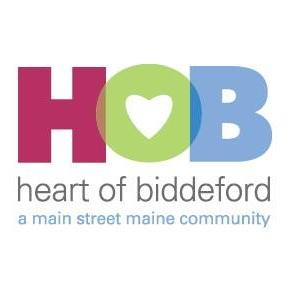 HOB
heart of biddeford
a main street maine community